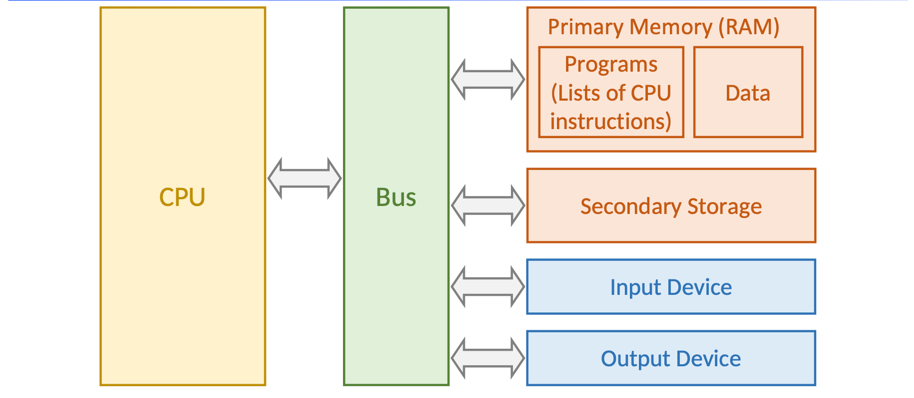 CPU
Bus
Primary Memory (RAM)
Programs
(Lists of CPU
instructions)
Data
Secondary Storage
Input Device
Output Device